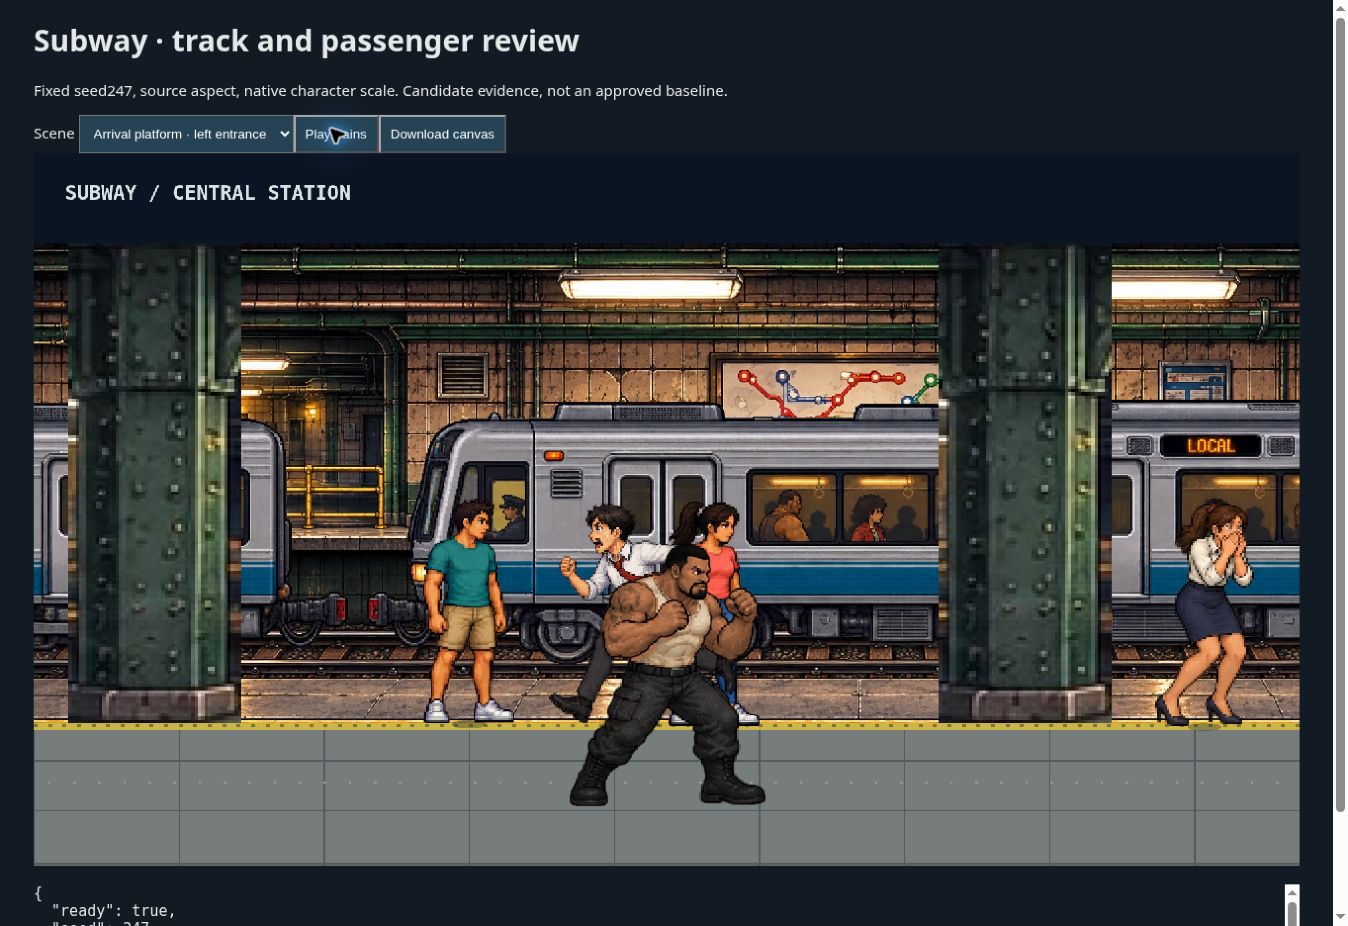 Subway · track and passenger review
Fixed seed247, source aspect, native character scale. Candidate evidence, not an approved baseline.
Scene Arrival platform · left entrance Download canvas
SUBWAY / CENTRAL STATION
LOCAL
{
"ready": true,